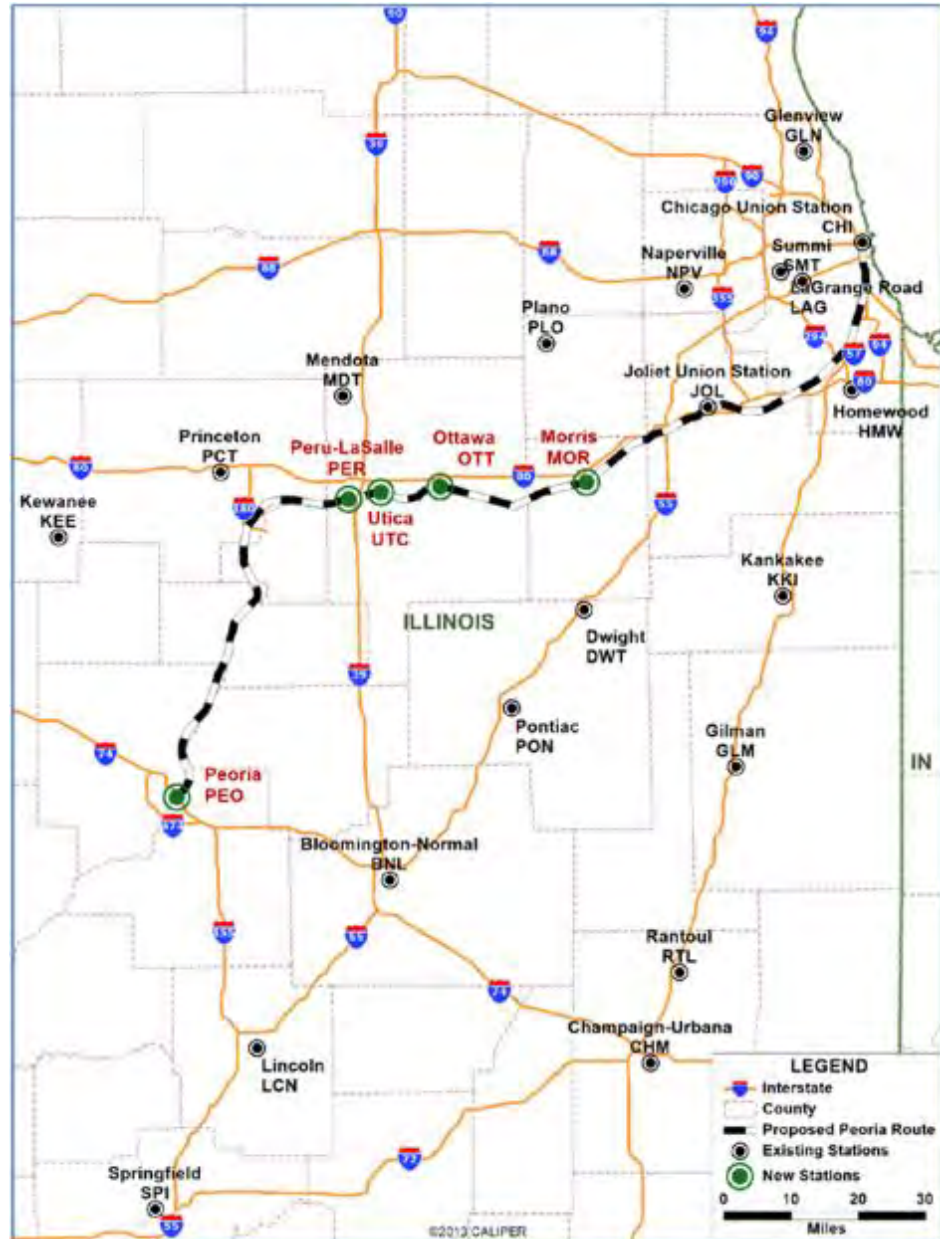 90
94
Glenview
GLN
39
290
90
Chicago Union Station
CHI
88
88
Naperville
NPV
Summi
SMT
LaGrange Road
LAG
355
Plano
PLO
294
57
94
80
Mendota
MDT
Joliet Union Station
JOL
Homewood
HMW
Princeton
PCT
80
Peru-LaSalle
PER
Ottawa
OTT
Morris
MOR
80
Kewanee
KEE
180
Utica
UTC
55
Kankakee
KKI
ILLINOIS
Dwight
DWT
39
Pontiac
PON
Gilman
GLM
IN
74
Peoria
PEO
474
Bloomington-Normal
BNL
155
55
Rantoul
RTL
74
Champaign-Urbana
CHM
Lincoln
LCN
72
Springfield
SPI
55
LEGEND
Interstate
County
Proposed Peoria Route
Existing Stations
New Stations
0 10 20 30
Miles
©2013 CALIPER